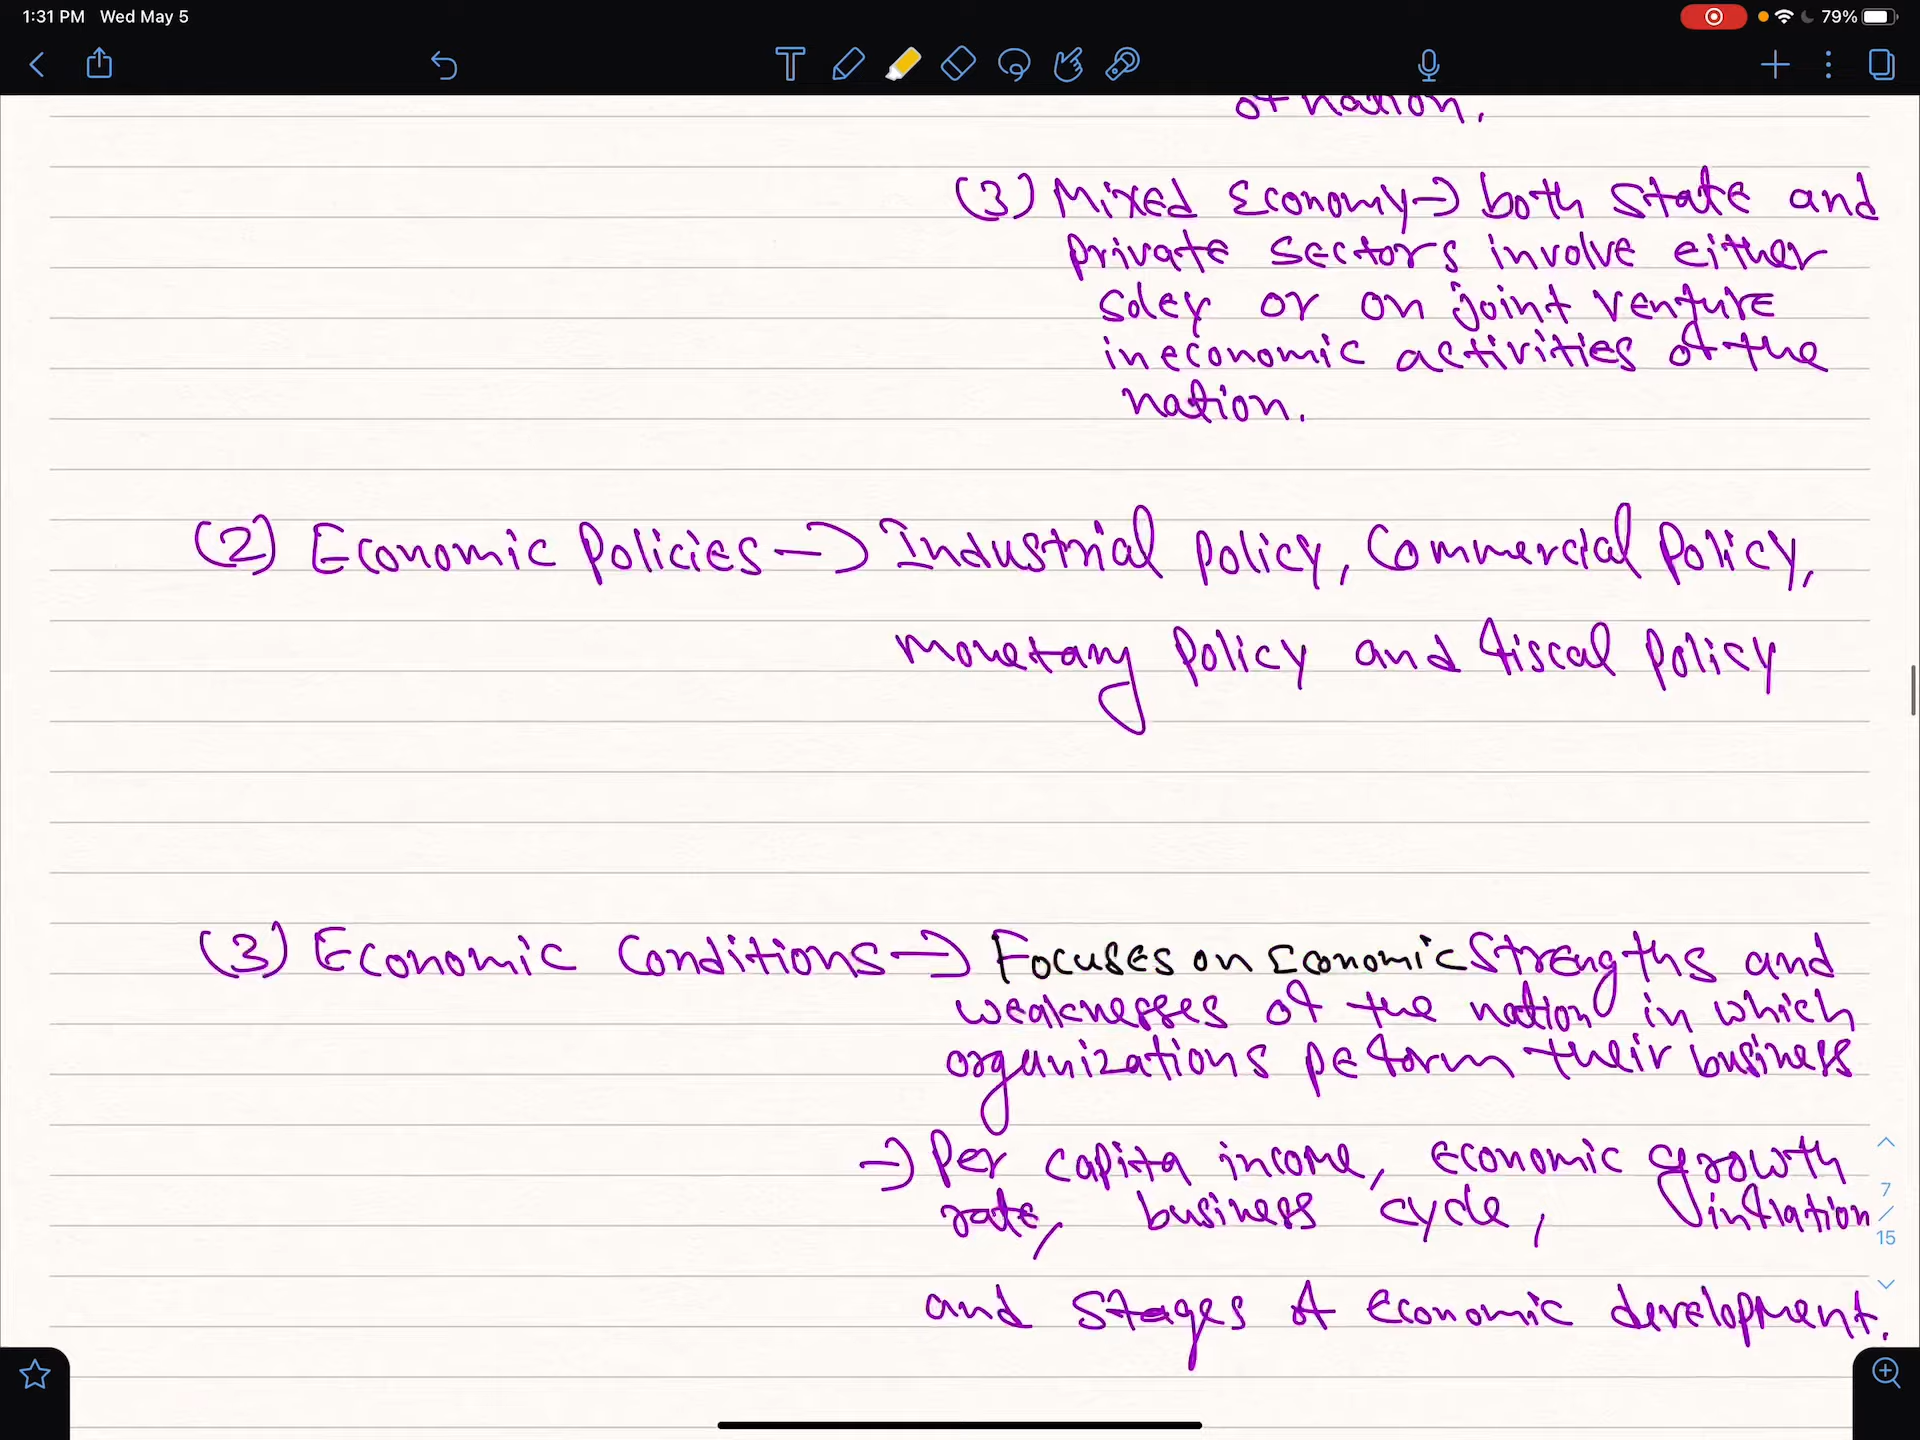 1:31 PM Wed May 5
79%
of nation.
(3) Mixed Economy → both state and
private sectors involve either
soley or on joint venture
in economic activities of the
nation.
(2) Economic Policies → Industrial policy, Commercial Policy,
Monetary Policy and fiscal policy
(3) Economic Conditions → Focuses on Economic Strengths and
weaknesses of the nation in which
organizations peform their business
→ Per capita income, economic growth
rate, business cycle, inflation
and stages of economic development.
7
/
15